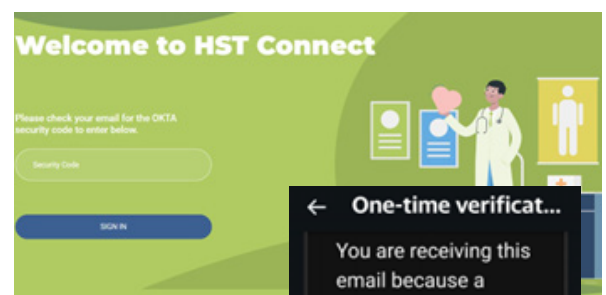 Welcome to HST Connect
Please check your email for the OKTA
security code to enter below.
Security Code
SIGN IN
← One-time verificat...
You are receiving this
email because a